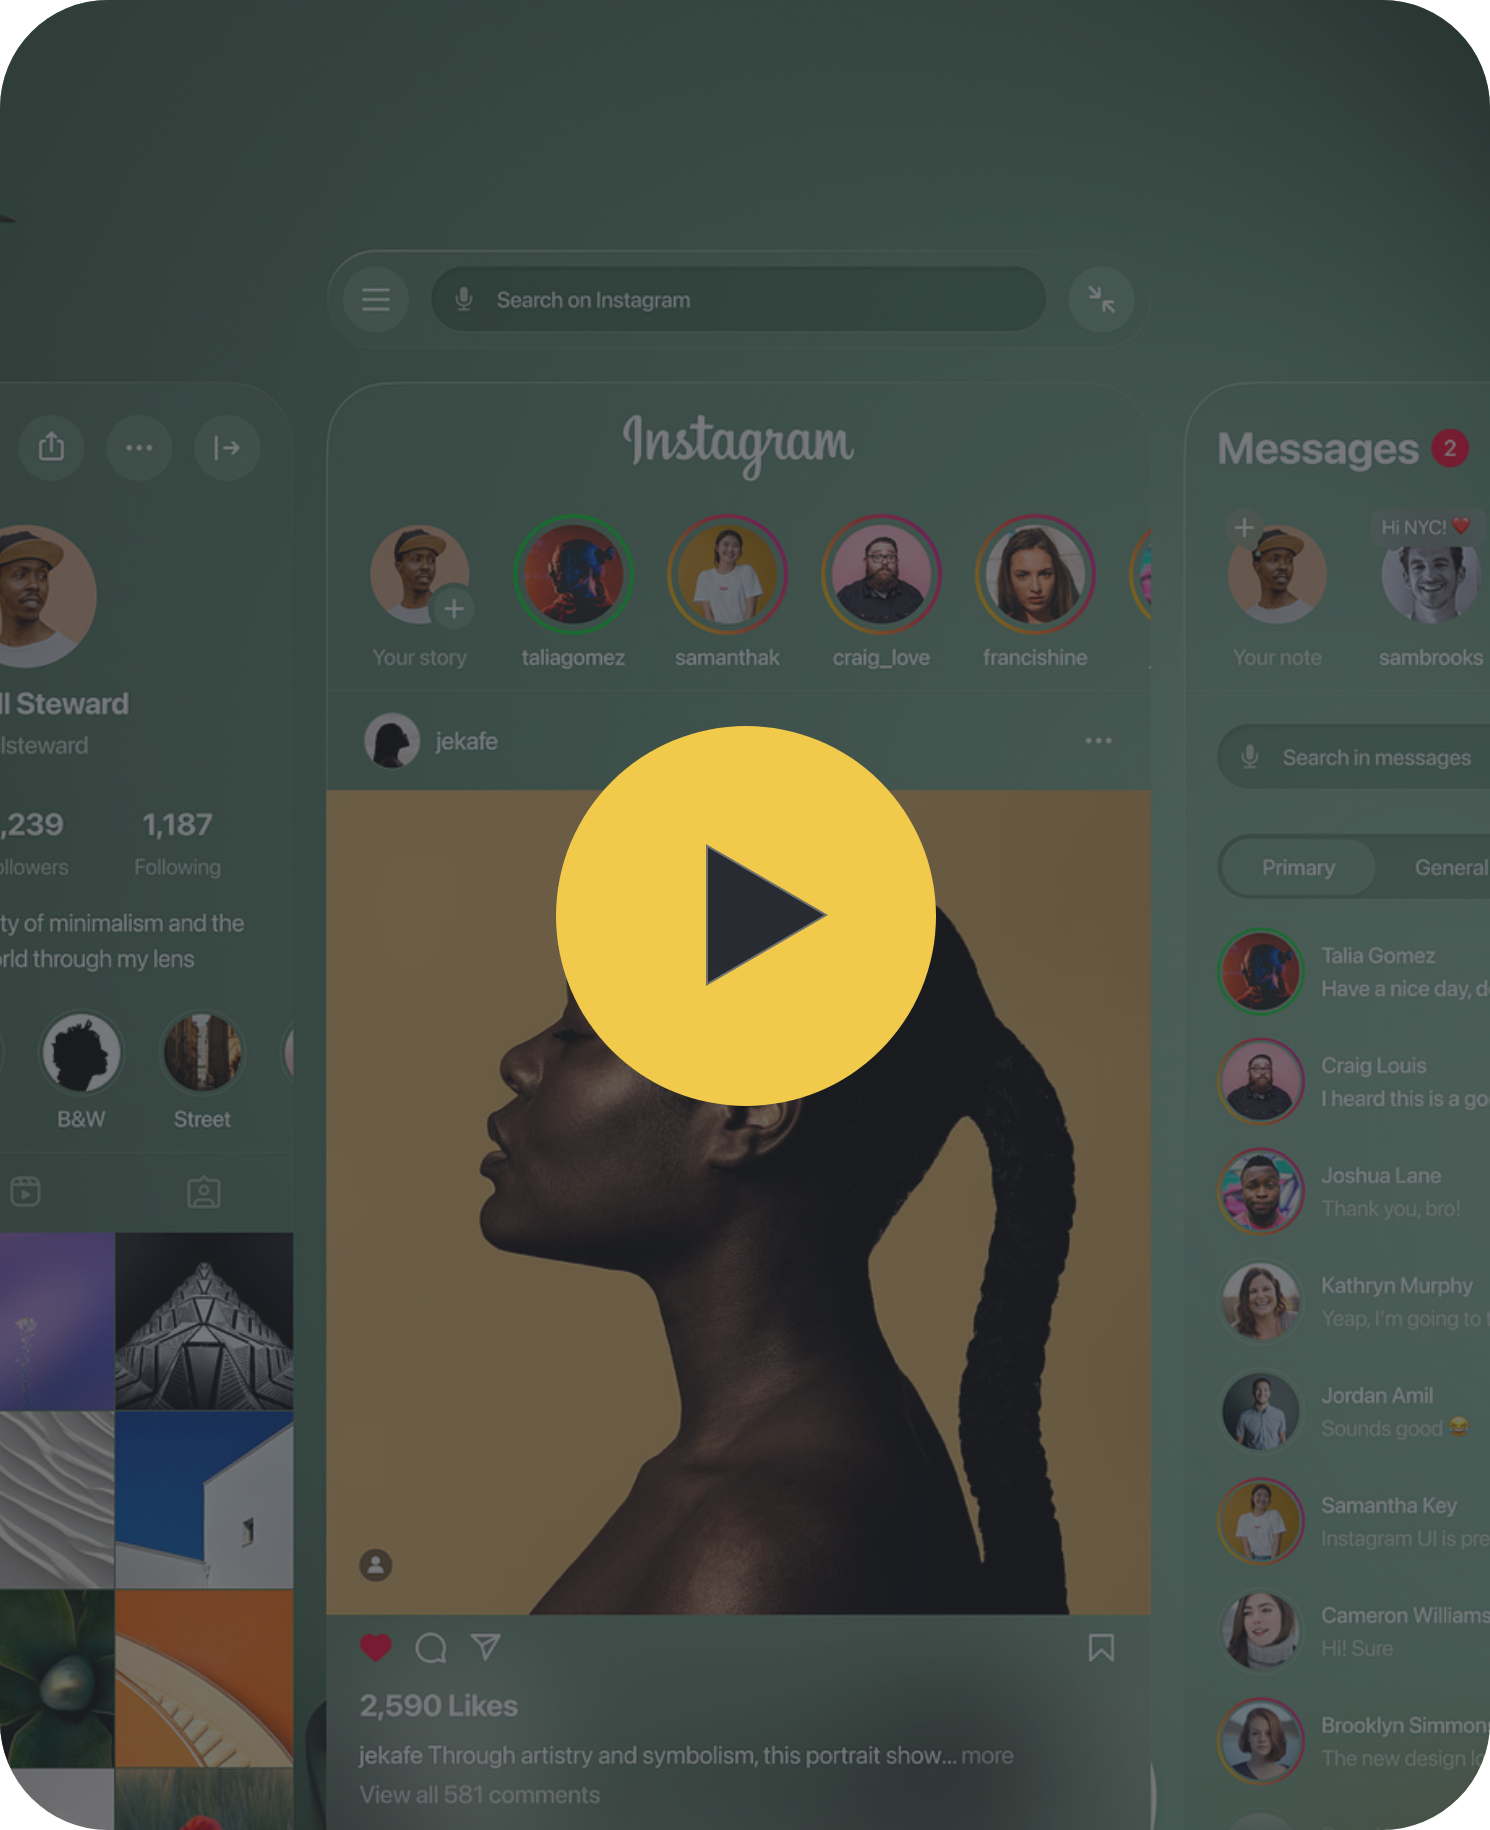 Search on Instagram
ll Steward
lsteward
,239
1,187
ollowers
Following
ty of minimalism and the
rld through my lens
B&W
Street
Instagram
Your story
taliagomez
samanthak
craig_love
francishine
jekafe
2,590 Likes
jekafe Through artistry and symbolism, this portrait show... more
View all 581 comments
Messages 2
Hi NYC! ❤️
Your note
sambrooks
Search in messages
Primary
General
Talia Gomez
Have a nice day, d
Craig Louis
I heard this is a go
Joshua Lane
Thank you, bro!
Kathryn Murphy
Yeap, I'm going to
Jordan Amil
Sounds good 😂
Samantha Key
Instagram UI is pre
Cameron Williams
Hi! Sure
Brooklyn Simmons
The new design lo